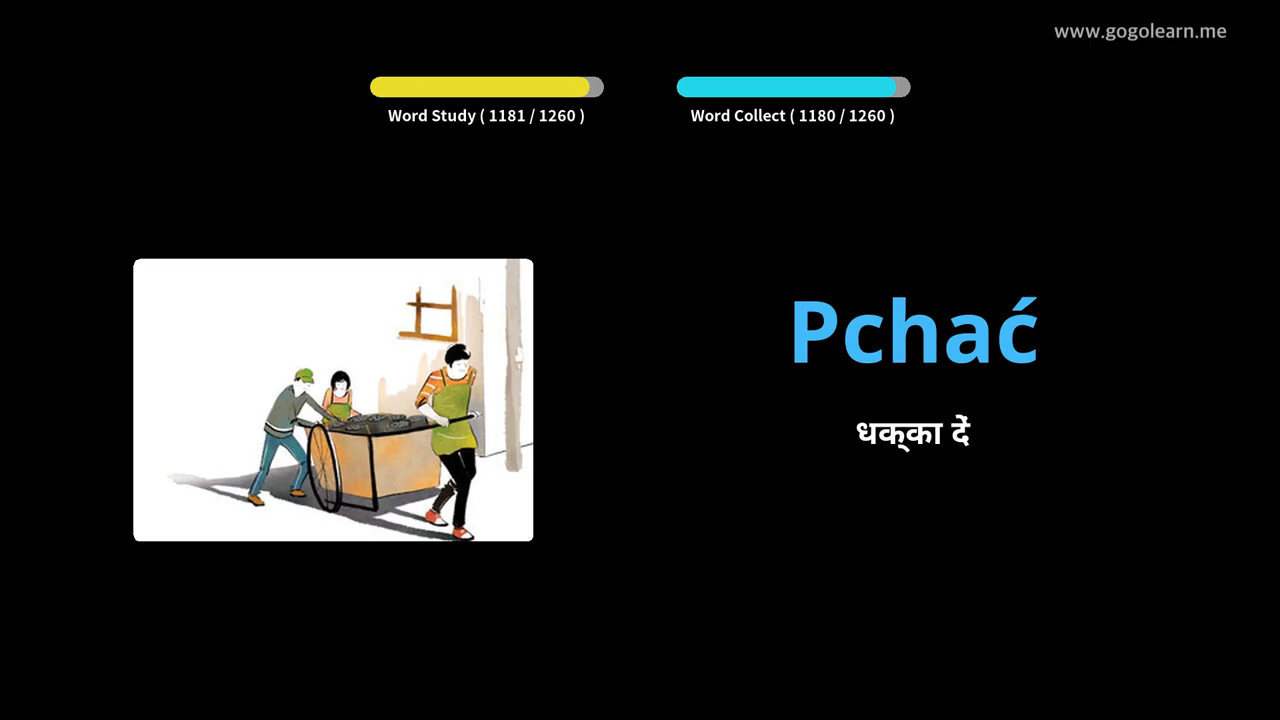 www.gogolearn.me
Word Study ( 1181 / 1260 )
Word Collect ( 1180 / 1260 )
Pchać
धक्का दें